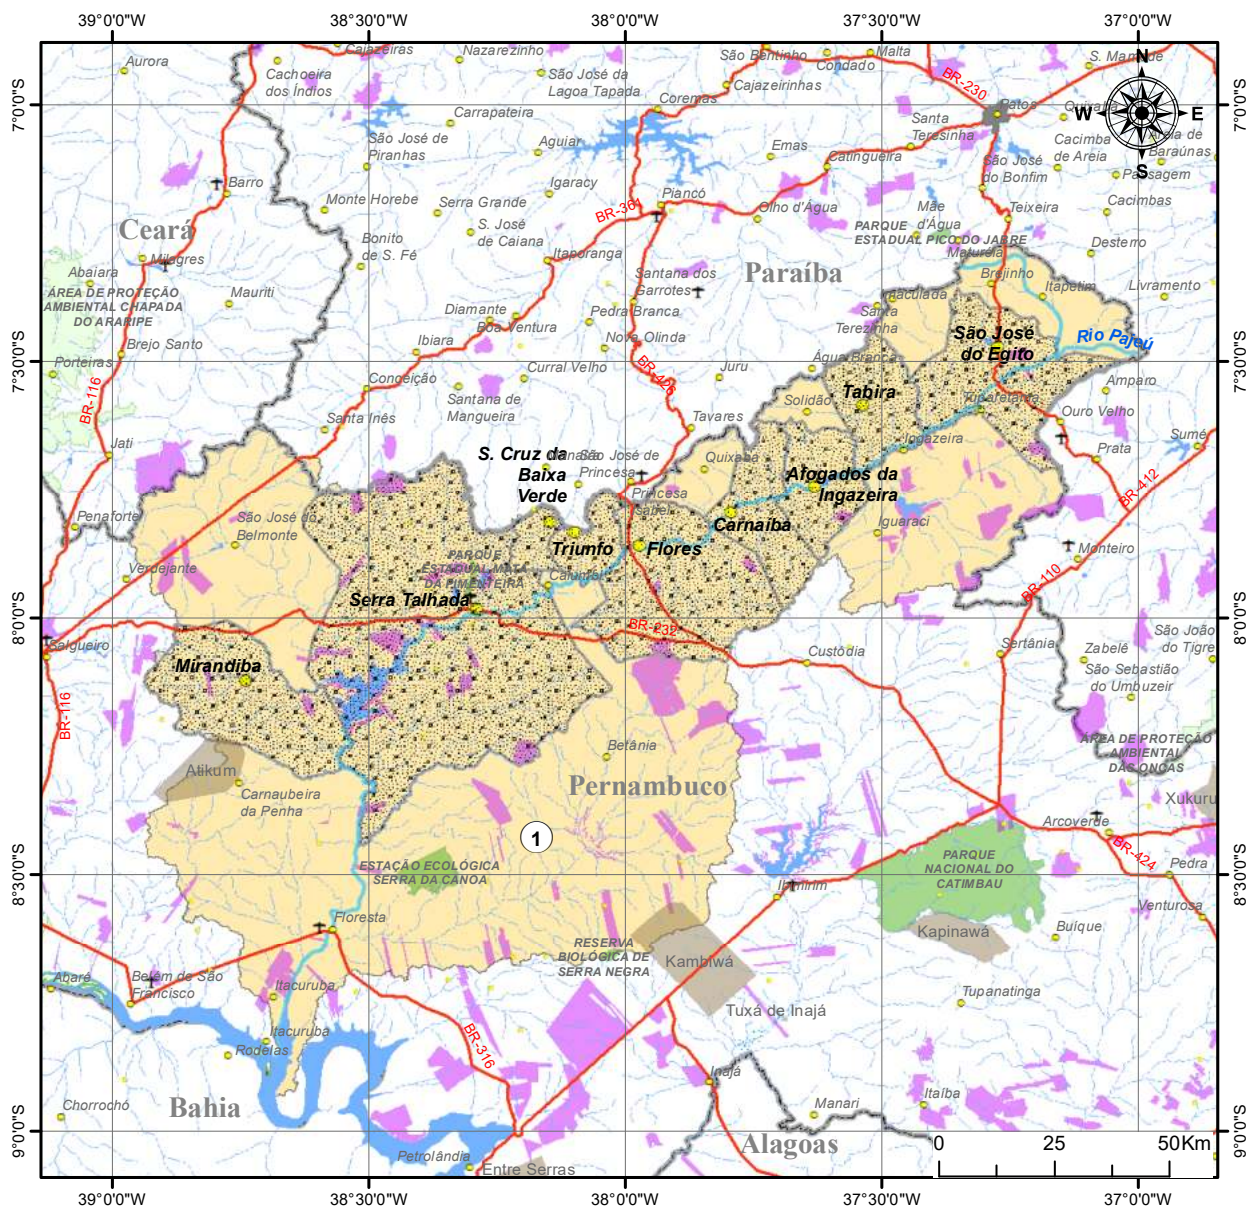 39°0'0"W
38°30'0"W
38°0'0"W
37°30'0"W
37°0'0"W
7°0'0"S
7°30'0"S
8°0'0"S
8°30'0"S
9°0'0"S
Aurora
Cajazeiras
Cachoeira
dos Índios
Nazarezinho
São José da
Lagoa Tapada
Coremas
São Bentinho
Cajazeirinhas
Malta
Condado
BR-230
S. Mamede
N
W
E
S
Patos
Quixaba
Carrapateira
São José de
Piranhas
Aguiar
Emas
Catingueira
Santa
Teresinha
São José
do Bonfim
Cacimba
de Areia
Areia de
Baraúnas
Passagem
Barro
Monte Horebe
Serra Grande
Igaracy
Piancó
BR-361
Olho d'Água
Mãe
d'Água
Teixeira
Cacimbas
Ceará
Milagres
Bonito
de S. Fé
S. José
de Caiana
Itaporanga
PARQUE
ESTADUAL PICO DO JABRE
Maturéia
Desterro
Abaiara
ÁREA DE PROTEÇÃO
AMBIENTAL CHAPADA
DO ARARIPE
Mauriti
Santana dos
Garrotes
Paraíba
Brejinho
Itapetim
Livramento
Imaculada
Diamante
Boa Ventura
Pedra Branca
Santa
Terezinha
São José
do Egito
Rio Pajeú
Porteiras
Brejo Santo
Ibiara
Nova Olinda
Água Branca
BR-116
Conceição
Curral Velho
BR-426
Juru
Tabira
Tuparetama
Amparo
Santana de
Mangueira
Solidão
Ouro Velho
Santa Inês
Tavares
Ingazeira
Prata
Sumé
Jati
S. Cruz da
Baixa
Verde
Manaíra
São José de
Princesa
Quixaba
Afogados da
Ingazeira
BR-412
Princesa
Isabel
Penaforte
São José do
Belmonte
Carnaíba
Iguaraci
Triunfo
Flores
Monteiro
PARQUE
ESTADUAL MATA
DA PIMENTEIRA
Calumbi
Verdejante
Serra Talhada
BR-110
BR-232
Salgueiro
Mirandiba
Custódia
Sertânia
São João
do Tigre
Zabelé
São Sebastião
do Umbuzeir
BR-116
Betânia
ÁREA DE PROTEÇÃO
AMBIENTAL
DAS ONÇAS
Atikum
Carnaubeira
da Penha
Pernambuco
Xukuru
1
Arcoverde
BR-424
Pedra
ESTAÇÃO ECOLÓGICA
SERRA DA CANOA
PARQUE
NACIONAL DO
CATIMBAU
Ibimirim
Venturosa
Floresta
Kapinawá
Buíque
RESERVA
BIOLÓGICA DE
SERRA NEGRA
Kambiwá
Abaré
Belém de São
Francisco
Itacuruba
Tuxá de Inajá
Tupanatinga
Itacuruba
Rodelas
BR-316
Inajá
Chorrochó
Bahia
Manari
Itaíba
Petrolândia
Entre Serras
Alagoas
0
25
50Km